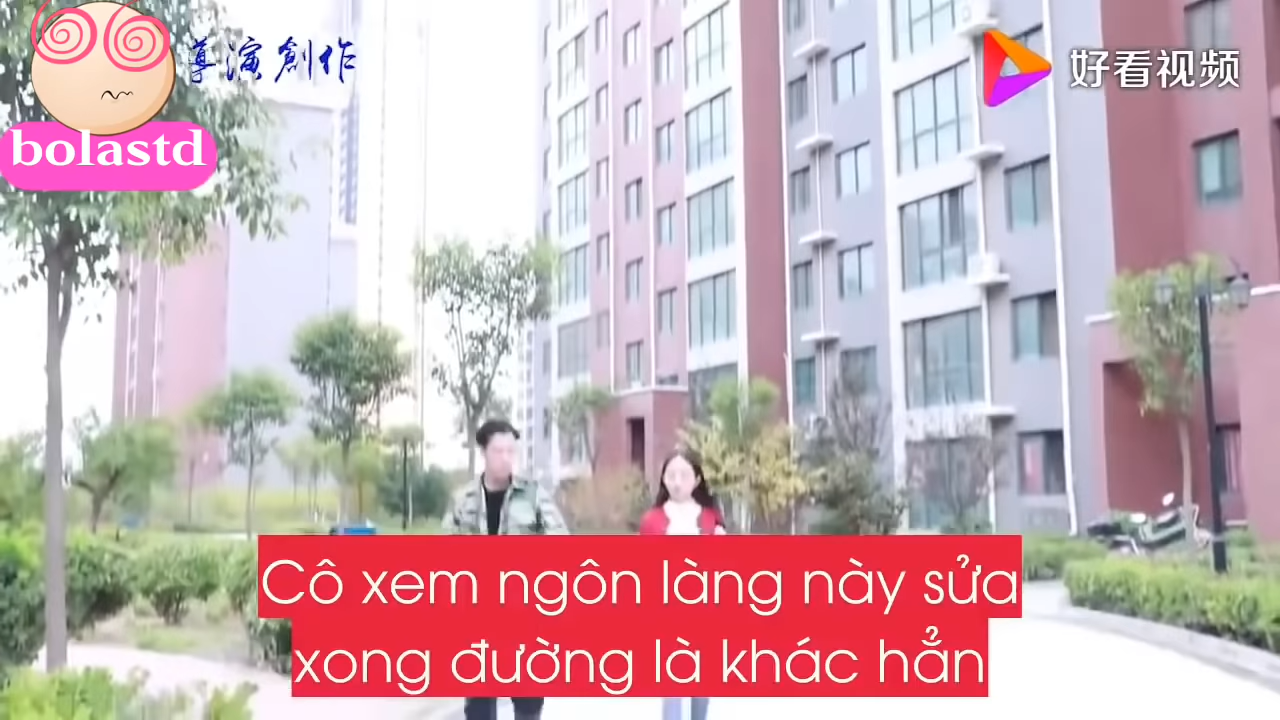 導演創作
好看视频
bolastd
Cô xem ngôn làng này sửa
xong đường là khác hẳn